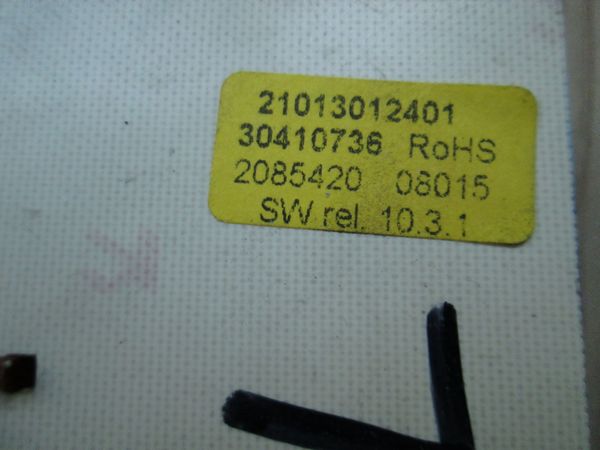 21013012401
30410736 RoHS
2085420 08015
SW rel. 10.3.1